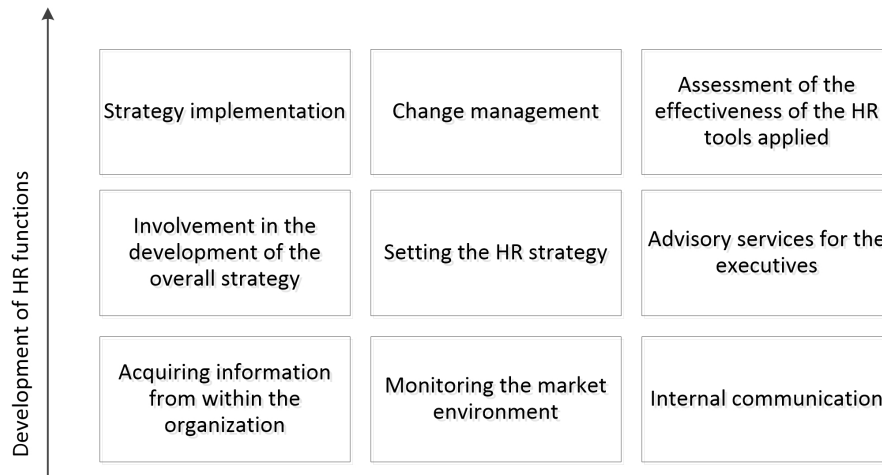 Development of HR functions
Strategy implementation
Change management
Assessment of the
effectiveness of the HR
tools applied
Involvement in the
development of the
overall strategy
Setting the HR strategy
Advisory services for the
executives
Acquiring information
from within the
organization
Monitoring the market
environment
Internal communication